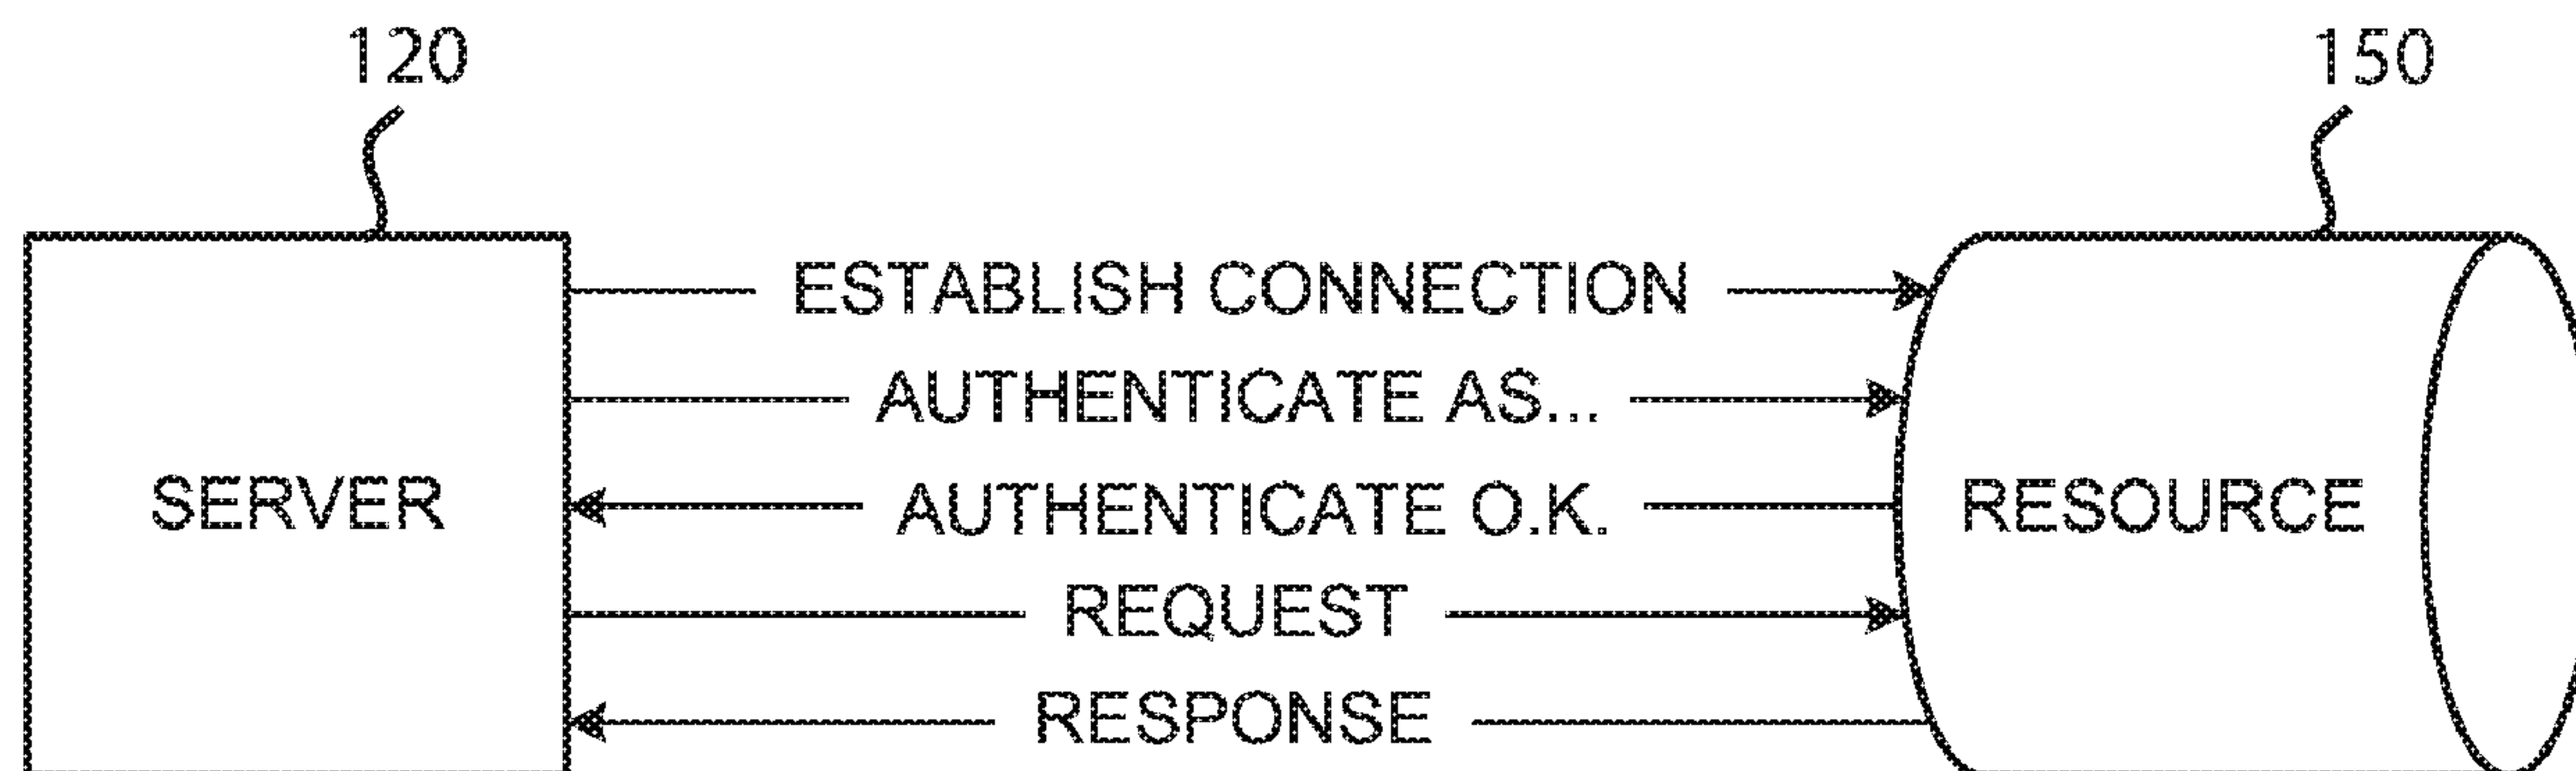 120
150
ESTABLISH CONNECTION
AUTHENTICATE AS...
SERVER
AUTHENTICATE O.K.
RESOURCE
REQUEST
RESPONSE